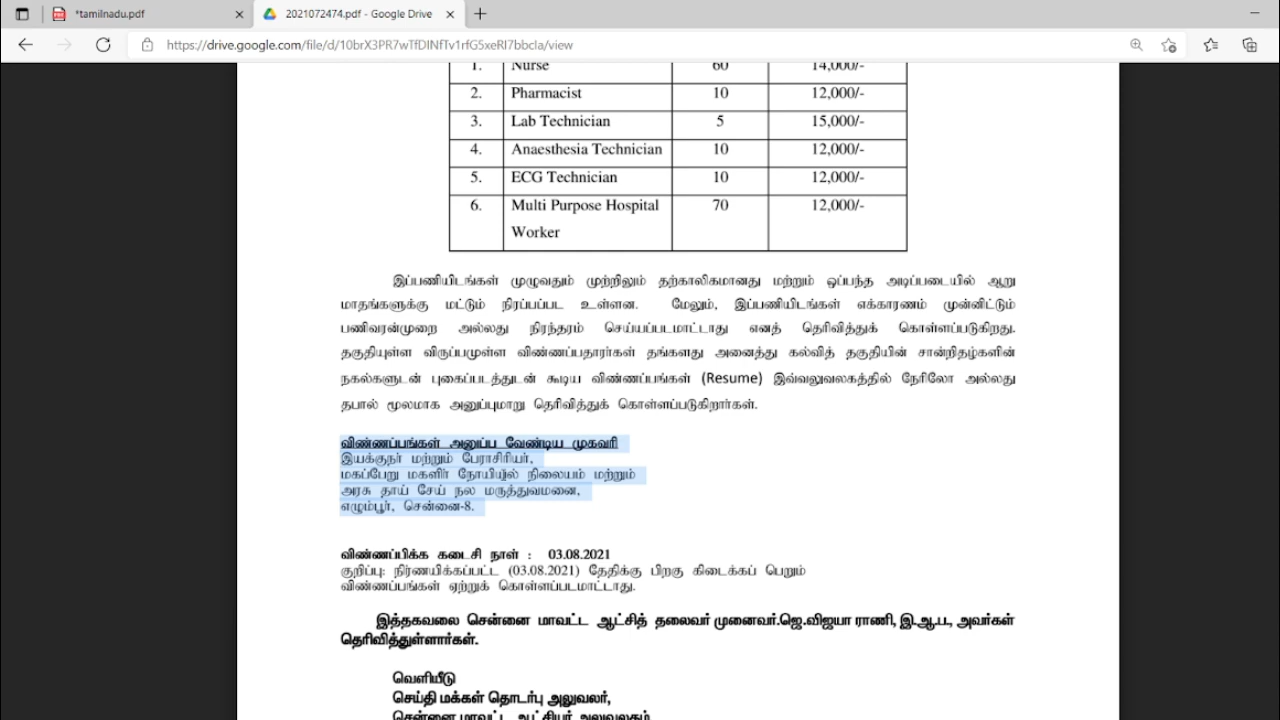 *tamilnadu.pdf
2021072474.pdf - Google Drive
1. Nurse 60 14,000/-
2. Pharmacist 10 12,000/-
3. Lab Technician 5 15,000/-
4. Anaesthesia Technician 10 12,000/-
5. ECG Technician 10 12,000/-
6. Multi Purpose Hospital 70 12,000/-
Worker
இப்பணியிடங்கள் முழுவதும் முற்றிலும் தற்காலிகமானது மற்றும் ஒப்பந்த அடிப்படையில் ஆறு
மாதங்களுக்கு மட்டும் நிரப்பப்பட உள்ளன. மேலும், இப்பணியிடங்கள் எக்காரணம் முன்னிட்டும்
பணிவரன்முறை அல்லது நிரந்தரம் செய்யப்படமாட்டாது எனத் தெரிவித்துக் கொள்ளப்படுகிறது.
தகுதியுள்ள விருப்பமுள்ள விண்ணப்பதாரர்கள் தங்களது அனைத்து கல்வித் தகுதியின் சான்றிதழ்களின்
நகல்களுடன் புகைப்படத்துடன் கூடிய விண்ணப்பங்கள் (Resume) இவ்வலுவலகத்தில் நேரிலோ அல்லது
தபால் மூலமாக அனுப்புமாறு தெரிவித்துக் கொள்ளப்படுகிறார்கள்.
விண்ணப்பங்கள் அனுப்ப வேண்டிய முகவரி
இயக்குநர் மற்றும் பேராசிரியர்,
மகப்பேறு மகளிர் நோயியல் நிலையம் மற்றும்
அரசு தாய் சேய் நல மருத்துவமனை,
எழும்பூர், சென்னை-8.
விண்ணப்பிக்க கடைசி நாள் : 03.08.2021
குறிப்பு: நிர்ணயிக்கப்பட்ட (03.08.2021) தேதிக்கு பிறகு கிடைக்கப் பெறும்
விண்ணப்பங்கள் ஏற்றுக் கொள்ளப்படமாட்டாது.
இத்தகவலை சென்னை மாவட்ட ஆட்சித் தலைவர் முனைவர்.ஜெ.விஜயா ராணி, இ.ஆ.ப., அவர்கள்
தெரிவித்துள்ளார்கள்.
வெளியீடு
செய்தி மக்கள் தொடர்பு அலுவலர்,
சென்னை மாவட்ட ஆட்சியர் அலுவலகம்